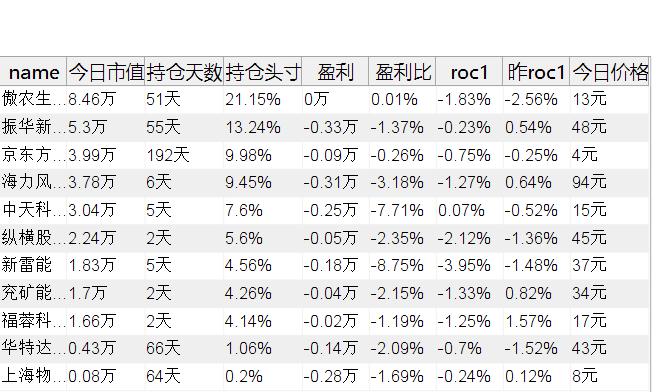 name 今日市值 持仓天数 持仓头寸 盈利 盈利比 roc1 昨roc1 今日价格
傲农生... 8.46万 51天 21.15% 0万 0.01% -1.83% -2.56% 13元
振华新... 5.3万 55天 13.24% -0.33万 -1.37% -0.23% 0.54% 48元
京东方... 3.99万 192天 9.98% -0.09万 -0.26% -0.75% -0.25% 4元
海力风... 3.78万 6天 9.45% -0.31万 -3.18% -1.27% 0.64% 94元
中天科... 3.04万 5天 7.6% -0.25万 -7.71% 0.07% -0.52% 15元
纵横股... 2.24万 2天 5.6% -0.05万 -2.35% -2.12% -1.36% 45元
新雷能 1.83万 5天 4.56% -0.18万 -8.75% -3.95% -1.48% 37元
兖矿能... 1.7万 2天 4.26% -0.04万 -2.15% -1.33% 0.82% 34元
福蓉科... 1.66万 2天 4.14% -0.02万 -1.19% -1.25% 1.57% 17元
华特达... 0.43万 66天 1.06% -0.14万 -2.09% -0.7% -1.52% 43元
上海物... 0.08万 64天 0.2% -0.28万 -1.69% -0.24% 0.12% 8元